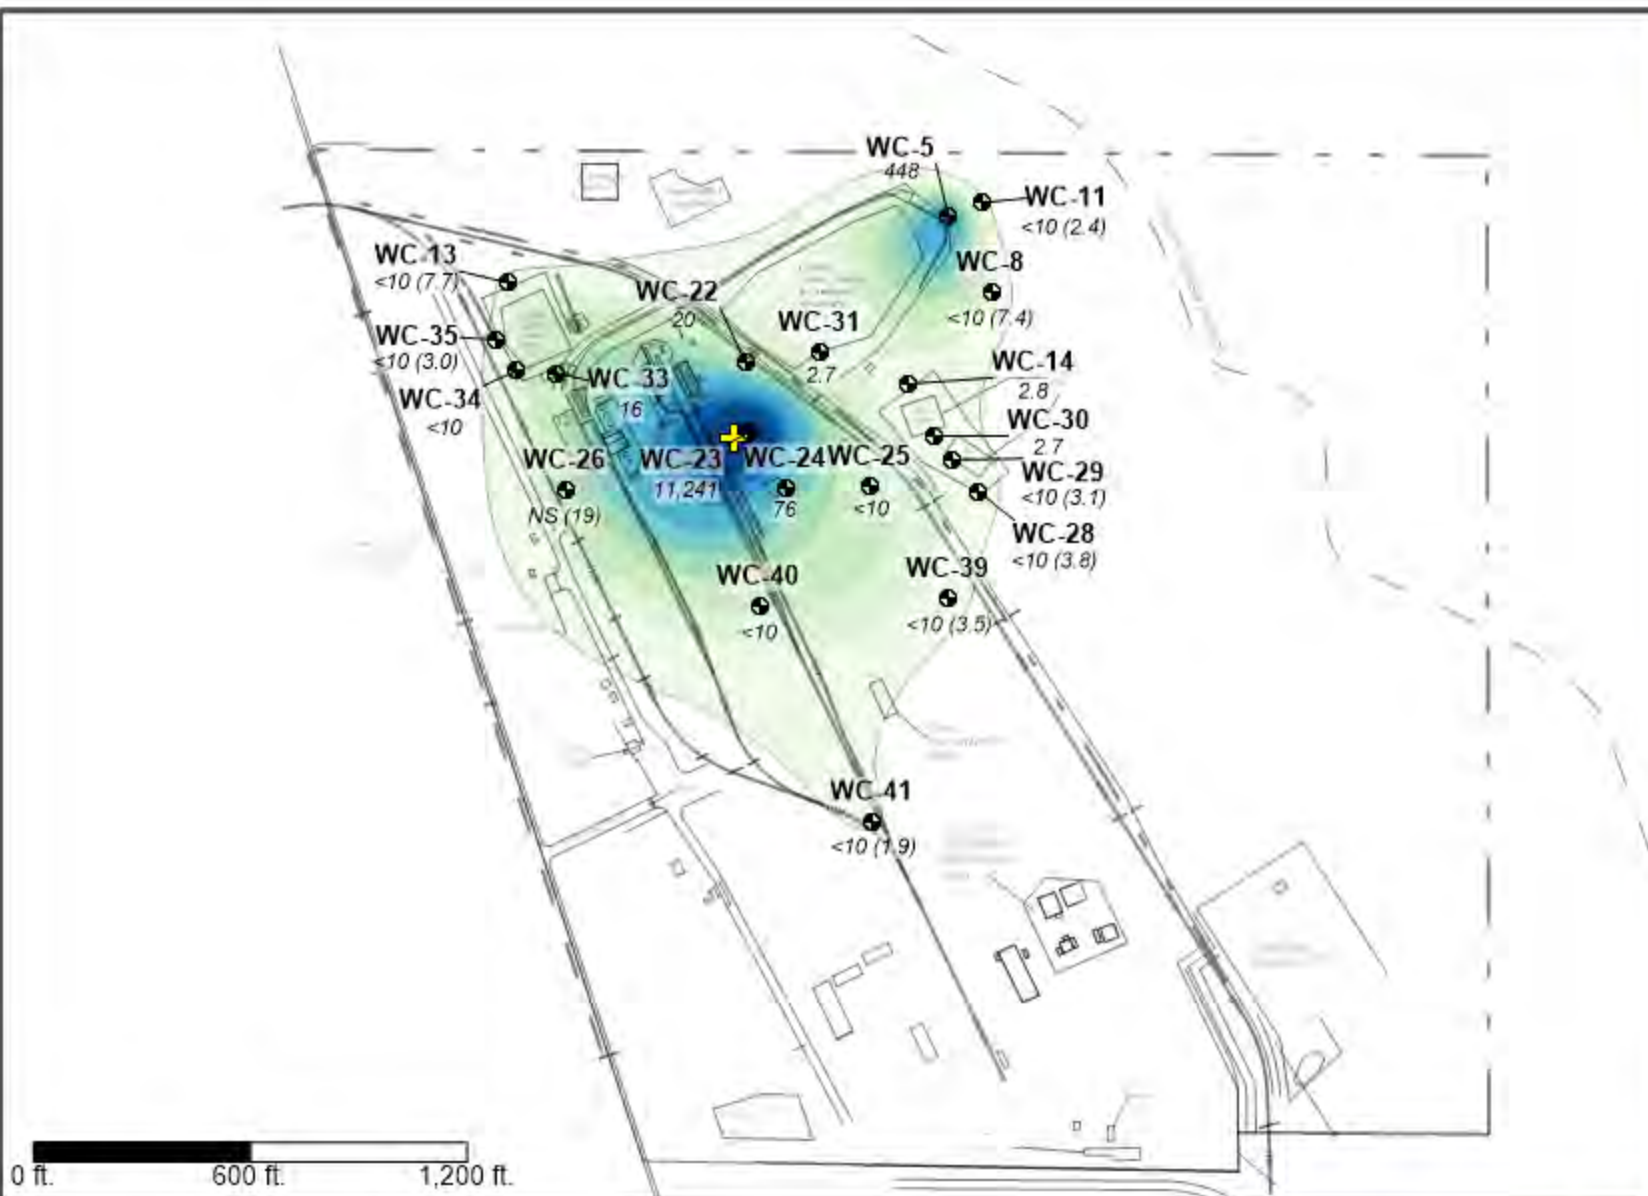 WC-5
448
WC-11
<10 (2.4)
WC-13
<10 (7.7)
WC-8
<10 (7.4)
WC-22
20
WC-31
2.7
WC-35
<10 (3.0)
WC-14
2.8
WC-33
16
WC-34
<10
WC-30
2.7
WC-26
NS (19)
WC-23
11,241
WC-24
76
WC-25
<10
WC-29
<10 (3.1)
WC-28
<10 (3.8)
WC-40
<10
WC-39
<10 (3.5)
WC-41
<10 (1.9)
0 ft.
600 ft.
1,200 ft.